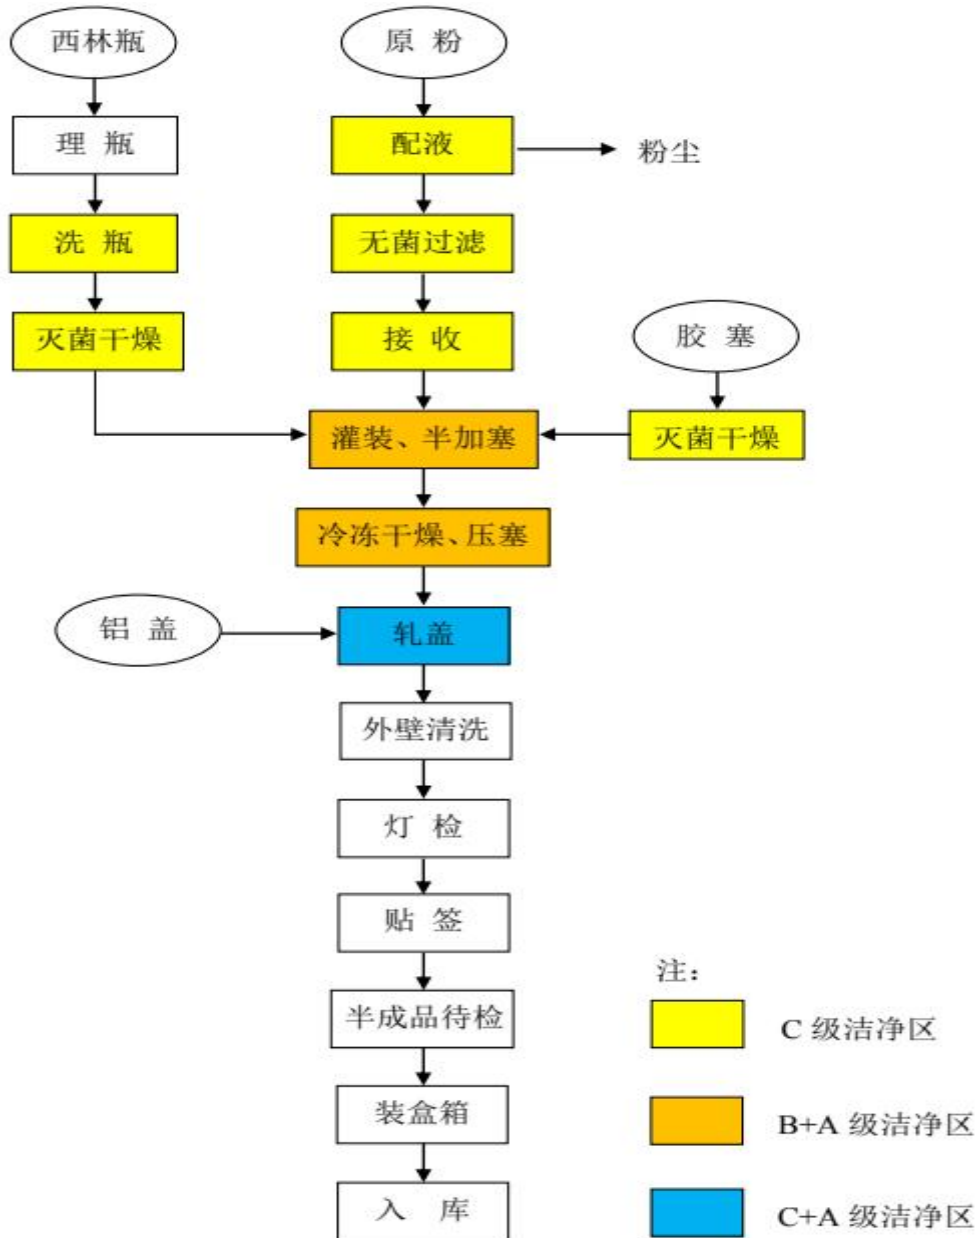 西林瓶
原 粉
理 瓶
配液
粉尘
洗 瓶
无菌过滤
灭菌干燥
接 收
胶 塞
灌装、半加塞
灭菌干燥
冷冻干燥、压塞
铝 盖
轧盖
外壁清洗
灯 检
贴 签
半成品待检
装盒箱
入 库
注：
C 级洁净区
B+A 级洁净区
C+A 级洁净区